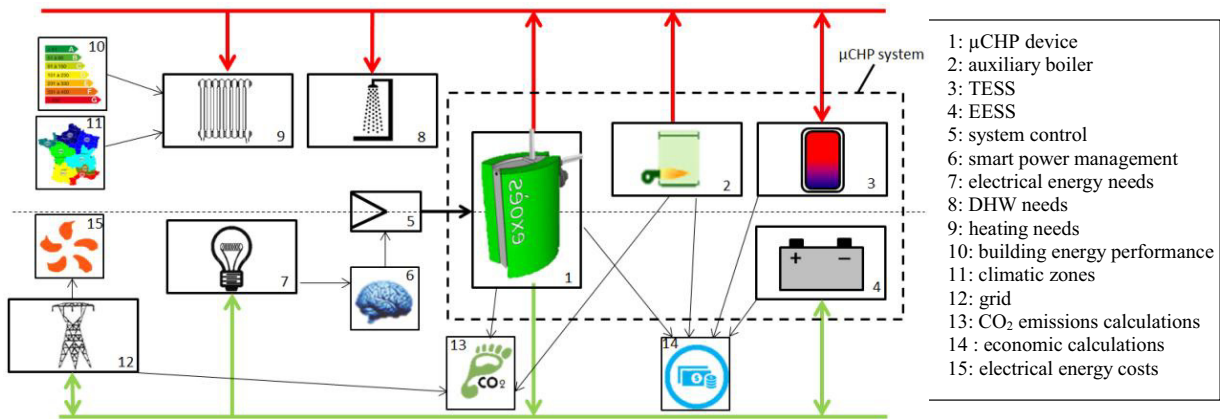 10
A
B
C
D
E
F
G
11
9
8
µCHP system
exoés
1
2
3
15
5
7
6
+ −
4
12
13
CO₂
14
$
1: µCHP device
2: auxiliary boiler
3: TESS
4: EESS
5: system control
6: smart power management
7: electrical energy needs
8: DHW needs
9: heating needs
10: building energy performance
11: climatic zones
12: grid
13: CO₂ emissions calculations
14 : economic calculations
15: electrical energy costs